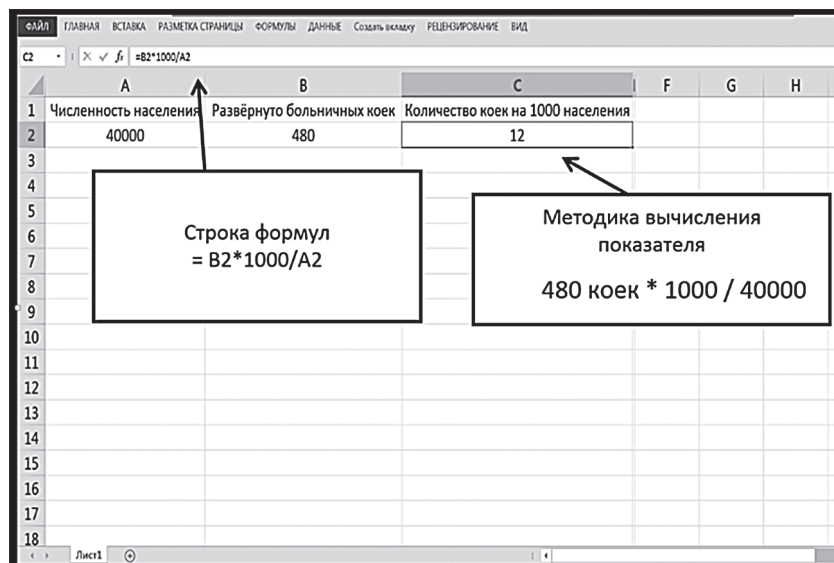 ФАЙЛ ГЛАВНАЯ ВСТАВКА РАЗМЕТКА СТРАНИЦЫ ФОРМУЛЫ ДАННЫЕ Создать вкладку РЕЦЕНЗИРОВАНИЕ ВИД
C2 fx =B2*1000/A2
A B C F G H
1 Численность населения Развёрнуто больничных коек Количество коек на 1000 населения
2 40000 480 12
3
4
5
6
7
8
9
10
11
12
13
14
15
16
17
18
Строка формул
= B2*1000/A2
Методика вычисления
показателя
480 коек * 1000 / 40000
Лист1